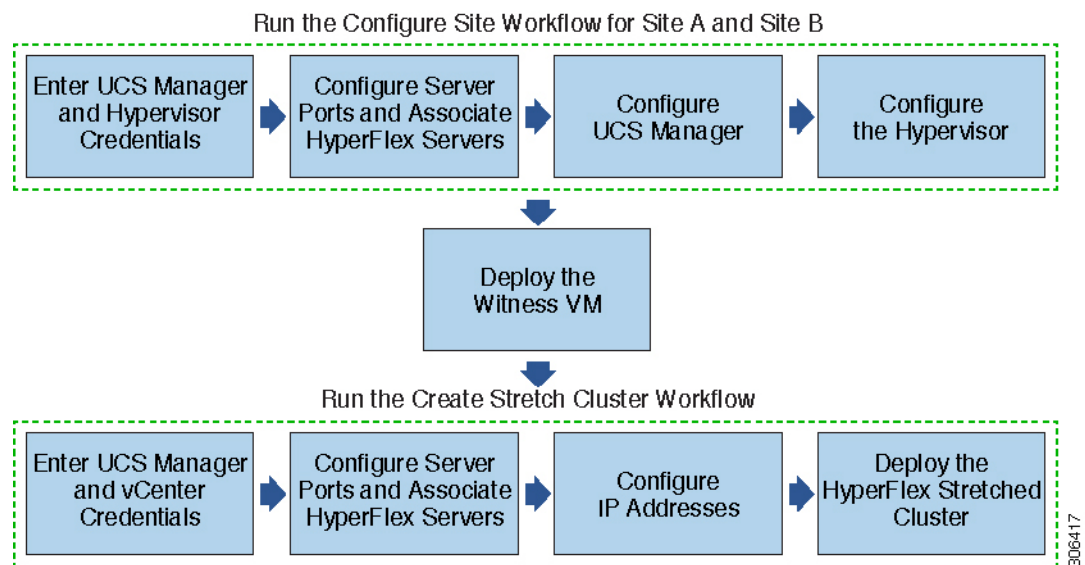 Run the Configure Site Workflow for Site A and Site B
Enter UCS Manager
and Hypervisor
Credentials
Configure Server
Ports and Associate
HyperFlex Servers
Configure
UCS Manager
Configure
the Hypervisor
Deploy the
Witness VM
Run the Create Stretch Cluster Workflow
Enter UCS Manager
and vCenter
Credentials
Configure Server
Ports and Associate
HyperFlex Servers
Configure
IP Addresses
Deploy the
HyperFlex Stretched
Cluster
306417